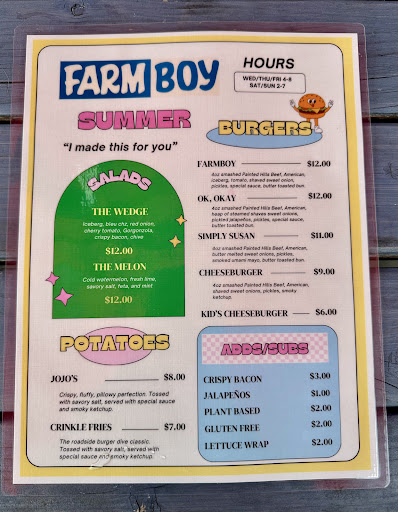 FARM BOY
HOURS
WED/THU/FRI 4-8
SAT/SUN 2-7
SUMMER
"I made this for you"
SALADS
THE WEDGE
Iceberg, bleu chz, red onion,
cherry tomato, Gorgonzola,
crispy bacon, chive
$12.00
THE MELON
Cold watermelon, fresh lime,
savory salt, feta, and mint
$12.00
POTATOES
JOJO'S $8.00
Crispy, fluffy, pillowy perfection. Tossed
with savory salt, served with special sauce
and smoky ketchup.
CRINKLE FRIES $7.00
The roadside burger dive classic.
Tossed with savory salt, served with
special sauce and smoky ketchup.
BURGERS
FARMBOY $12.00
4oz smashed Painted Hills Beef, American,
iceberg, tomato, shaved sweet onion,
pickles, special sauce, butter toasted bun.
OK, OKAY $12.00
4oz smashed Painted Hills Beef, American,
heap of steamed shaves sweet onions,
pickled jalapeños, pickles, special sauce,
butter toasted bun.
SIMPLY SUSAN $11.00
4oz smashed Painted Hills Beef, American,
butter melted sweet onions, pickles,
smoked umami mayo, butter toasted bun.
CHEESEBURGER $9.00
4oz smashed Painted Hills Beef, American,
shaved sweet onions, pickles, smoky
ketchup.
KID'S CHEESEBURGER $6.00
ADDS/SUBS
CRISPY BACON $3.00
JALAPEÑOS $1.00
PLANT BASED $2.00
GLUTEN FREE $2.00
LETTUCE WRAP $2.00